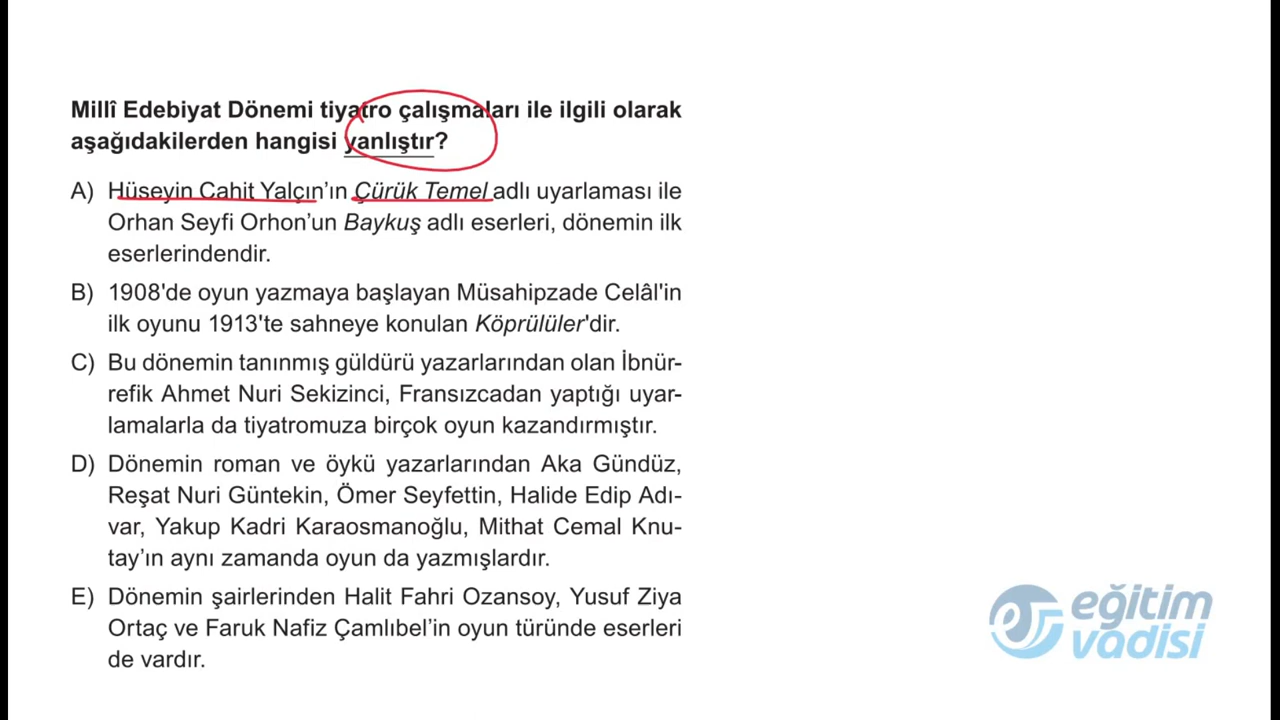 Millî Edebiyat Dönemi tiyatro çalışmaları ile ilgili olarak
aşağıdakilerden hangisi yanlıştır?
A) Hüseyin Cahit Yalçın’ın Çürük Temel adlı uyarlaması ile
Orhan Seyfi Orhon’un Baykuş adlı eserleri, dönemin ilk
eserlerindendir.
B) 1908'de oyun yazmaya başlayan Müsahipzade Celâl'in
ilk oyunu 1913'te sahneye konulan Köprülüler'dir.
C) Bu dönemin tanınmış güldürü yazarlarından olan İbnür-
refik Ahmet Nuri Sekizinci, Fransızcadan yaptığı uyar-
lamalarla da tiyatromuza birçok oyun kazandırmıştır.
D) Dönemin roman ve öykü yazarlarından Aka Gündüz,
Reşat Nuri Güntekin, Ömer Seyfettin, Halide Edip Adı-
var, Yakup Kadri Karaosmanoğlu, Mithat Cemal Knu-
tay’ın aynı zamanda oyun da yazmışlardır.
E) Dönemin şairlerinden Halit Fahri Ozansoy, Yusuf Ziya
Ortaç ve Faruk Nafiz Çamlıbel’in oyun türünde eserleri
de vardır.
eğitim
vadisi